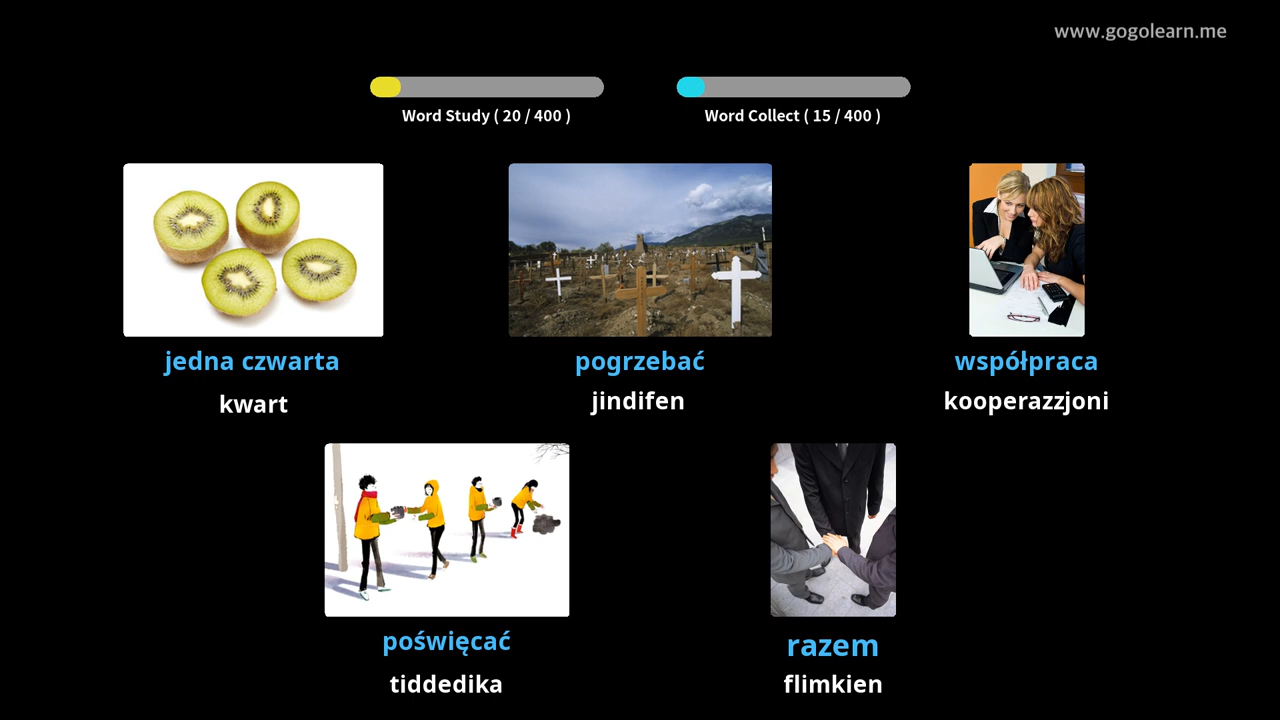 www.gogolearn.me
Word Study ( 20 / 400 )
Word Collect ( 15 / 400 )
jedna czwarta
kwart
pogrzebać
jindifen
współpraca
kooperazzjoni
poświęcać
tiddedika
razem
flimkien